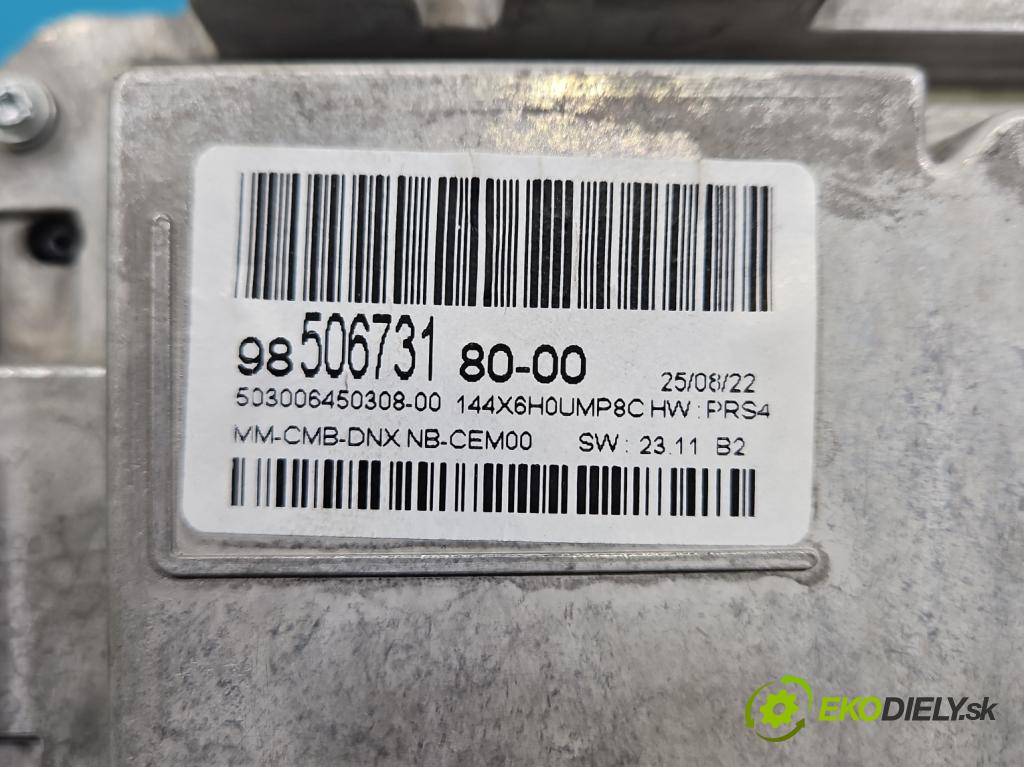 98 506731 80-00 25/08/22
503006450308-00 144X6H0UMP8C HW : PRS4
MM-CMB-DNX NB-CEM00 SW : 23.11 B2
EKODIELY.sk